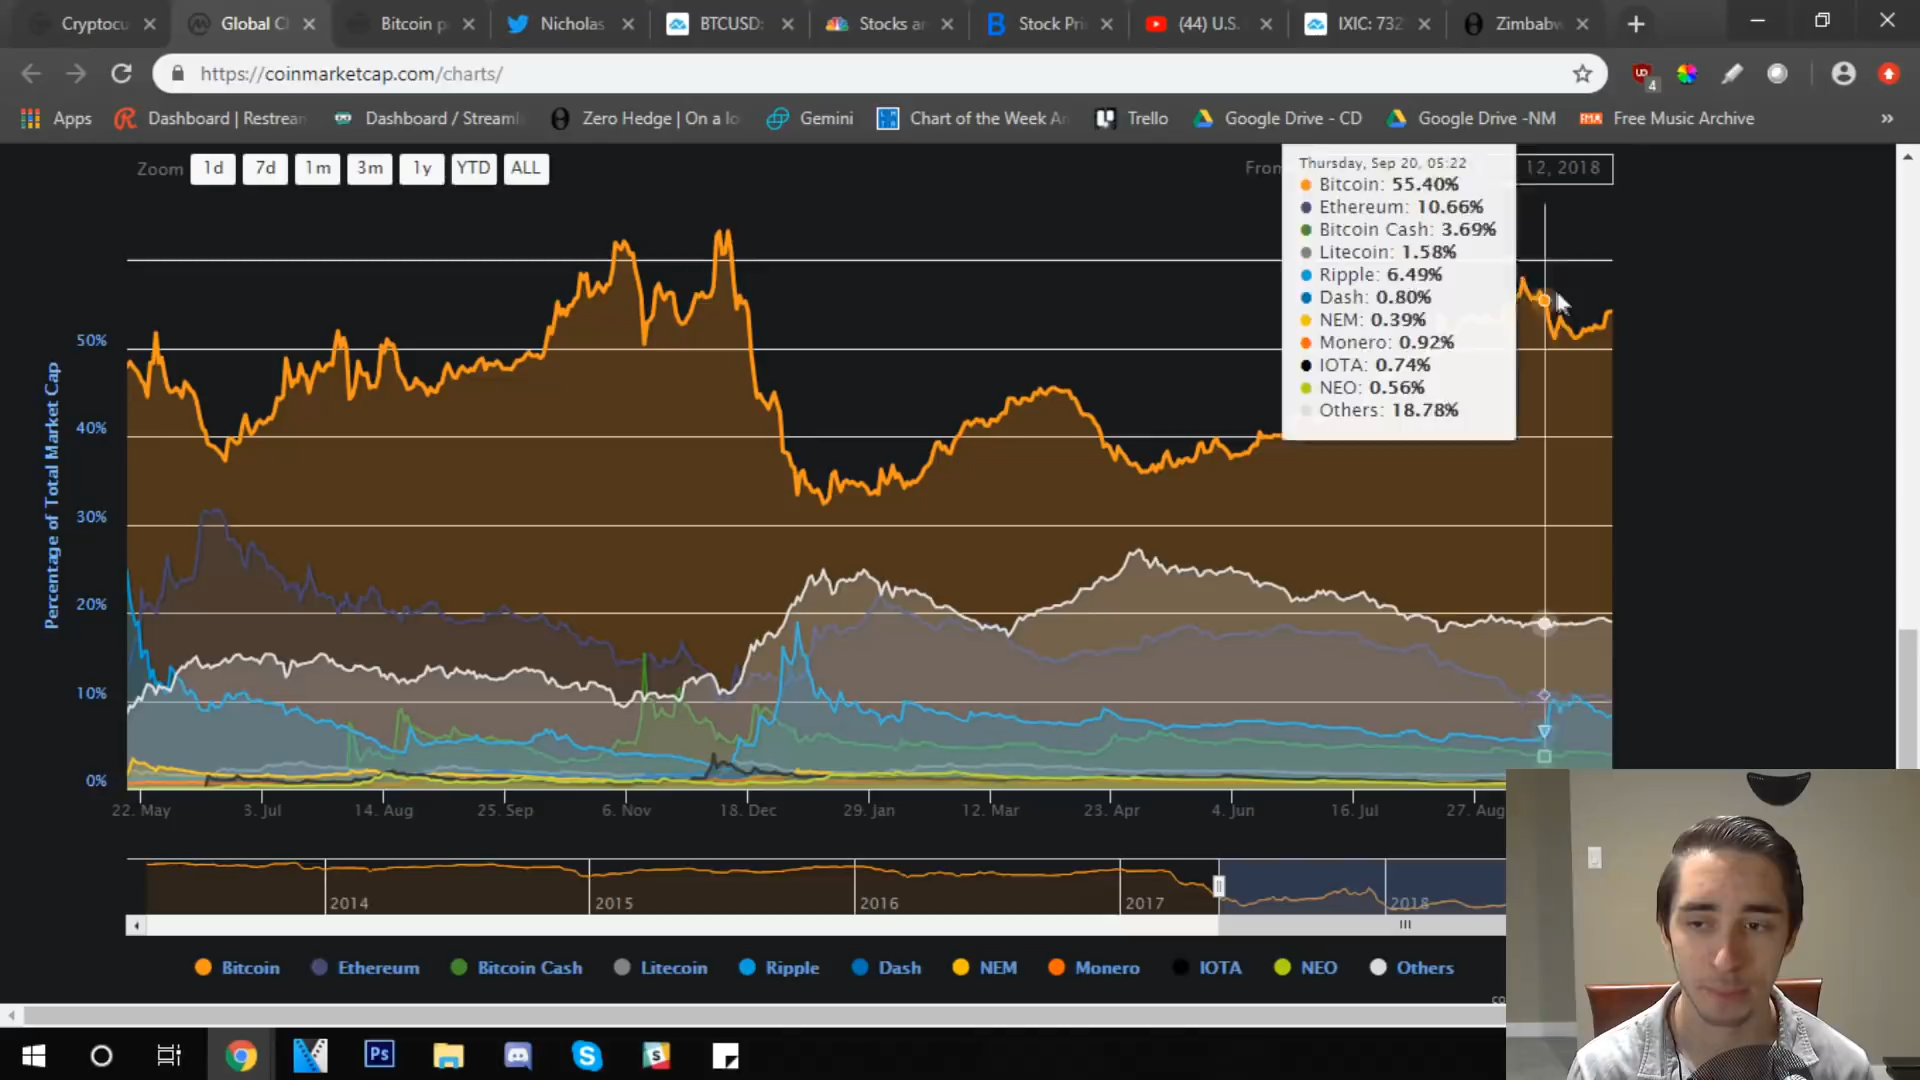 Cryptocu
Global C
Bitcoin p
Nicholas
BTCUSD:
Stocks a
Stock Pri
(44) U.S.
IXIC: 732
Zimbabw
https://coinmarketcap.com/charts/
4
Apps
Dashboard | Restrean
Dashboard / Streaml
Zero Hedge | On a lo
Gemini
Chart of the Week A
Trello
Google Drive - CD
Google Drive -NM
Free Music Archive
»
Zoom 1d 7d 1m 3m 1y YTD ALL
From
12, 2018
Thursday, Sep 20, 05:22
Bitcoin: 55.40%
Ethereum: 10.66%
Bitcoin Cash: 3.69%
Litecoin: 1.58%
Ripple: 6.49%
Dash: 0.80%
NEM: 0.39%
Monero: 0.92%
IOTA: 0.74%
NEO: 0.56%
Others: 18.78%
Percentage of Total Market Cap
50%
40%
30%
20%
10%
0%
22. May 3. Jul 14. Aug 25. Sep 6. Nov 18. Dec 29. Jan 12. Mar 23. Apr 4. Jun 16. Jul 27. Aug
2014 2015 2016 2017 2018
Bitcoin Ethereum Bitcoin Cash Litecoin Ripple Dash NEM Monero IOTA NEO Others
co
Ps